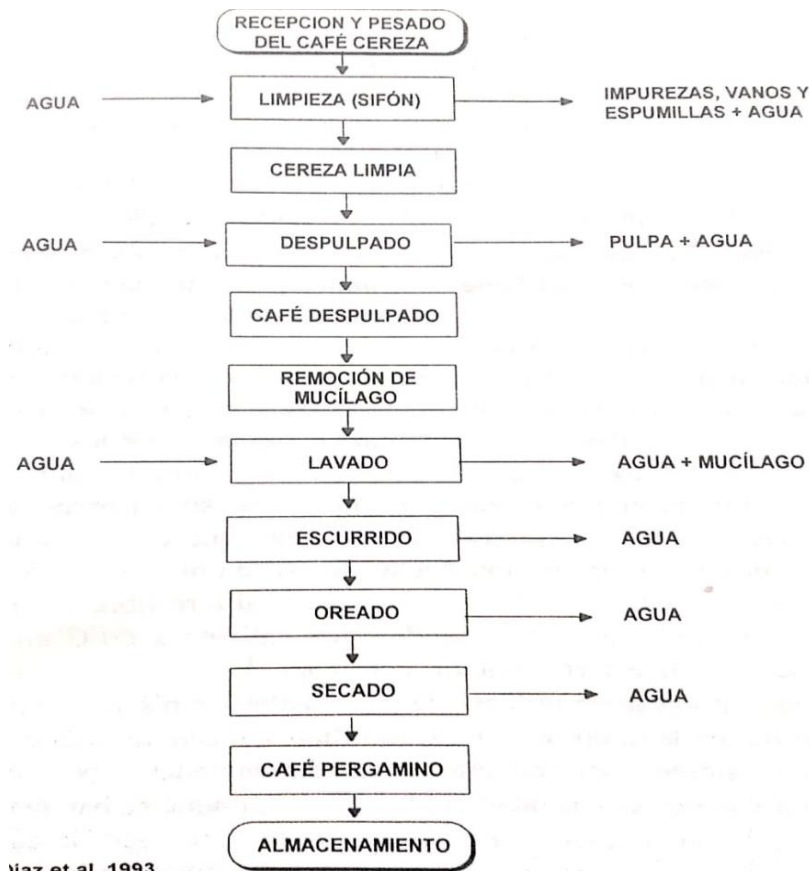 RECEPCION Y PESADO
DEL CAFÉ CEREZA
AGUA
LIMPIEZA (SIFÓN)
IMPUREZAS, VANOS Y
ESPUMILLAS + AGUA
CEREZA LIMPIA
AGUA
DESPULPADO
PULPA + AGUA
CAFÉ DESPULPADO
REMOCIÓN DE
MUCÍLAGO
AGUA
LAVADO
AGUA + MUCÍLAGO
ESCURRIDO
AGUA
OREADO
AGUA
SECADO
AGUA
CAFÉ PERGAMINO
ALMACENAMIENTO
et al. 1993